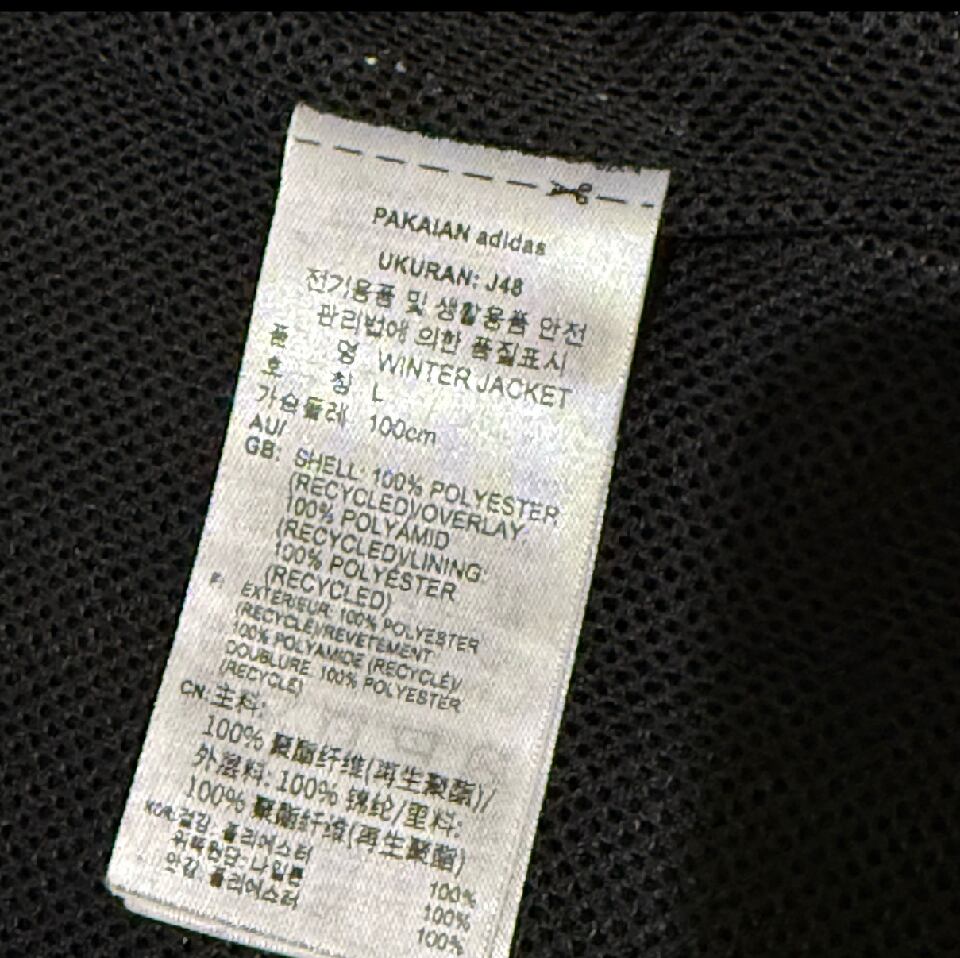 PAKAIAN adidas
UKURAN: J48
전기용품 및 생활용품 안전
관리법에 의한 품질표시
품 명 WINTER JACKET
호 칭 L
가슴둘레 100cm
AU/
GB: SHELL: 100% POLYESTER
(RECYCLED)/OVERLAY:
100% POLYAMID
(RECYCLED)/LINING:
100% POLYESTER
(RECYCLED)
F: EXTERIEUR: 100% POLYESTER
(RECYCLE)/REVETEMENT:
100% POLYAMIDE (RECYCLE)/
DOUBLURE: 100% POLYESTER
(RECYCLE)
CN: 主料:
100% 聚酯纤维(再生聚酯)/
外层料: 100% 锦纶/里料:
100% 聚酯纤维(再生聚酯)
KOR: 겉감: 폴리에스터 100%
나일론 100%
안감: 폴리에스터 100%